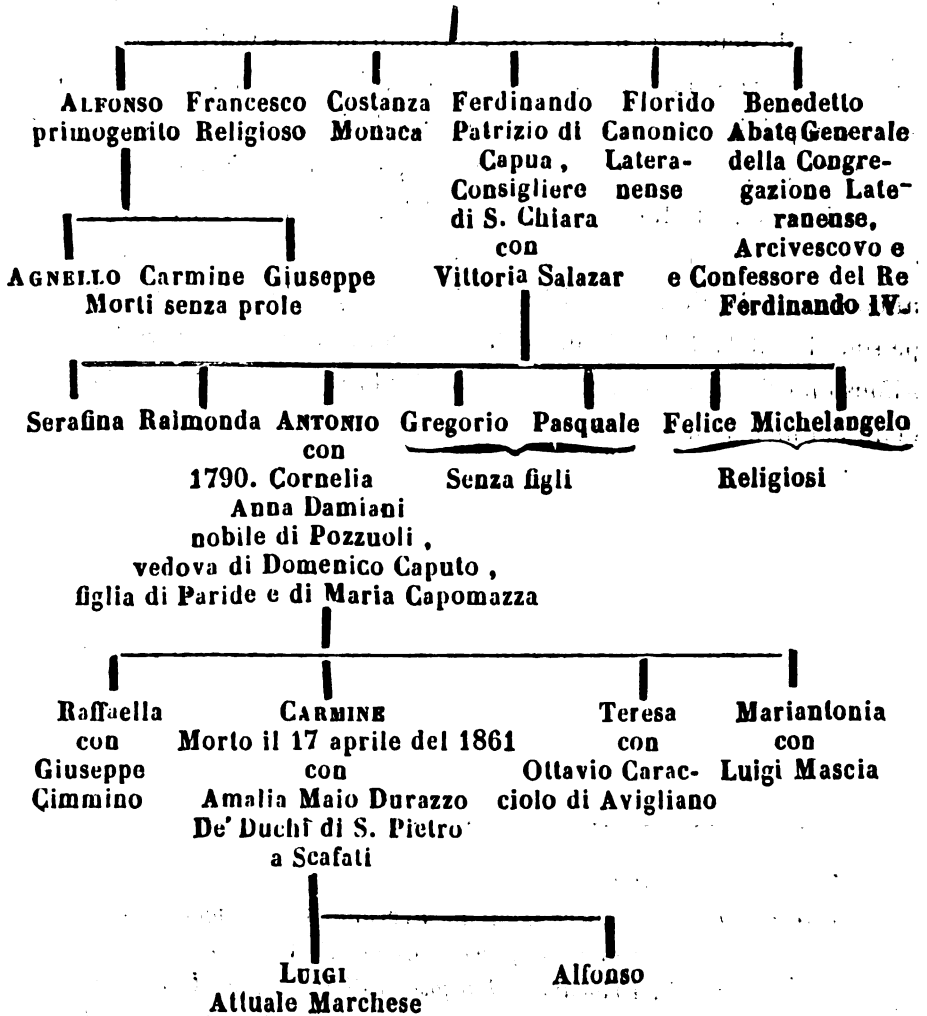 ALFONSO Francesco Costanza Ferdinando Florido Benedetto
primogenito Religioso Monaca Patrizio di Canonico Abate Generale
Capua , Latera- della Congre-
Consigliere nense gazione Late-
di S. Chiara ranense,
con Arcivescovo e
AGNELLO Carmine Giuseppe Vittoria Salazar e Confessore del Re
Morti senza prole Ferdinando IV.
Serafina Raimonda ANTONIO Gregorio Pasquale Felice Michelangelo
con
1790. Cornelia Senza figli Religiosi
Anna Damiani
nobile di Pozzuoli ,
vedova di Domenico Caputo ,
figlia di Paride e di Maria Capomazza
Raffaella CARMINE Teresa Mariantonia
con Morto il 17 aprile del 1861 con con
Giuseppe con Ottavio Carac- Luigi Mascia
Cimmino Amalia Maio Durazzo ciolo di Avigliano
De' Duchi di S. Pietro
a Scafati
LUIGI Alfonso
Attuale Marchese